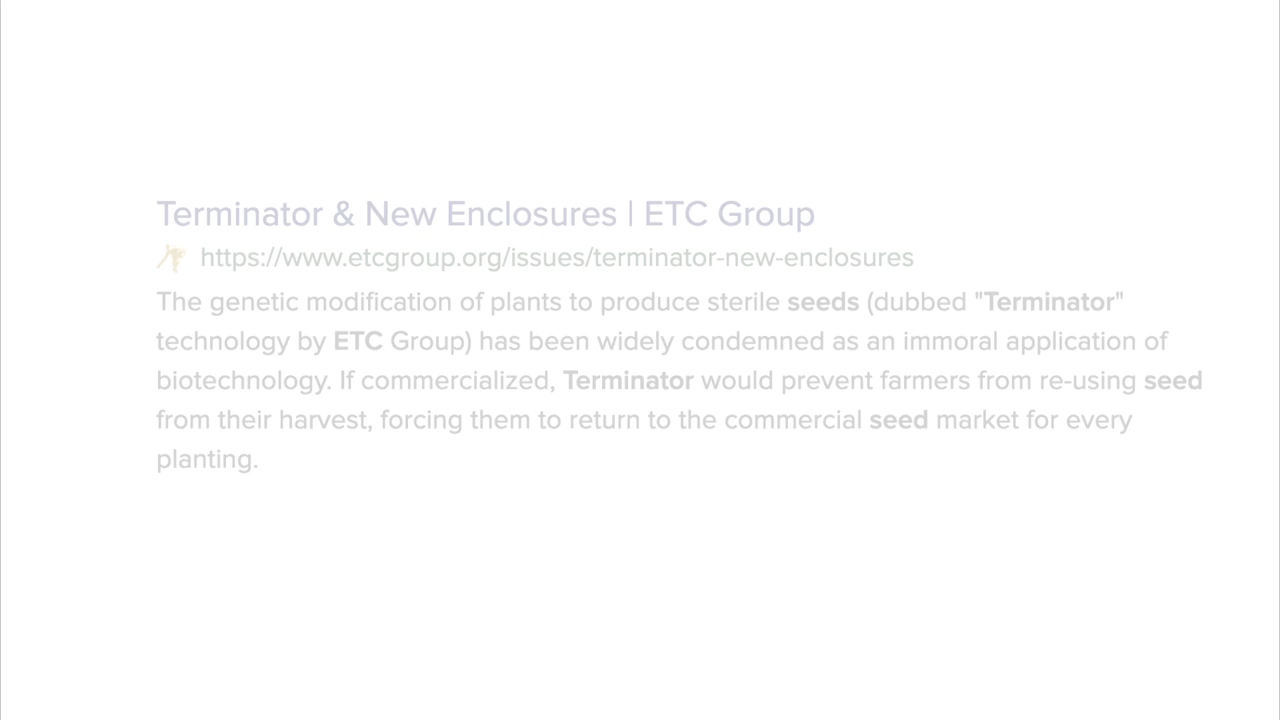 Terminator & New Enclosures | ETC Group
https://www.etcgroup.org/issues/terminator-new-enclosures
The genetic modification of plants to produce sterile seeds (dubbed "Terminator"
technology by ETC Group) has been widely condemned as an immoral application of
biotechnology. If commercialized, Terminator would prevent farmers from re-using seed
from their harvest, forcing them to return to the commercial seed market for every
planting.